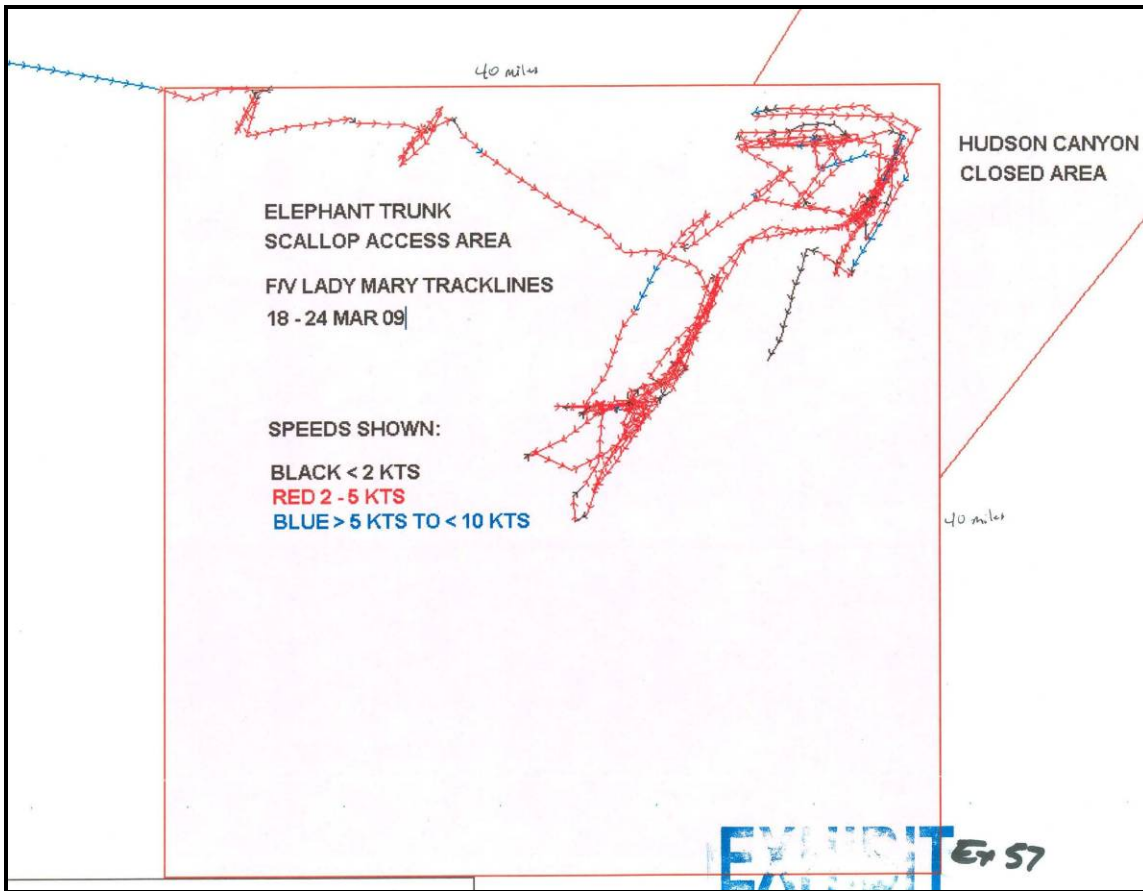 40 miles
HUDSON CANYON
CLOSED AREA
ELEPHANT TRUNK
SCALLOP ACCESS AREA
F/V LADY MARY TRACKLINES
18 - 24 MAR 09
SPEEDS SHOWN:
BLACK < 2 KTS
RED 2 - 5 KTS
BLUE > 5 KTS TO < 10 KTS
40 miles
EXHIBIT Ex 57